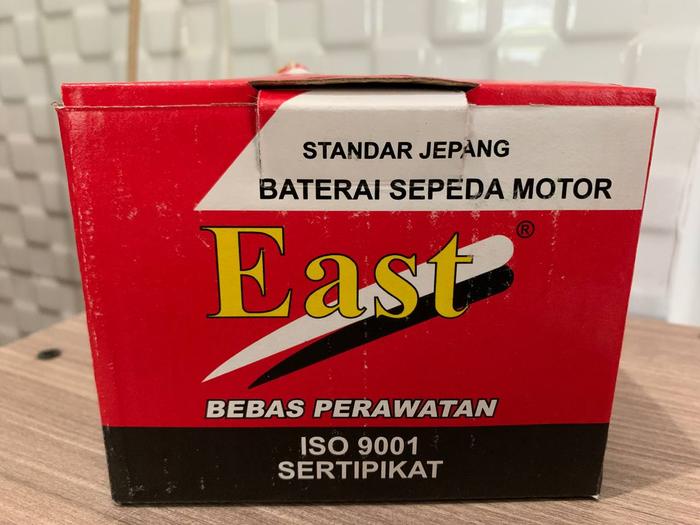 STANDAR JEPANG
BATERAI SEPEDA MOTOR
East®
BEBAS PERAWATAN
ISO 9001
SERTIPIKAT